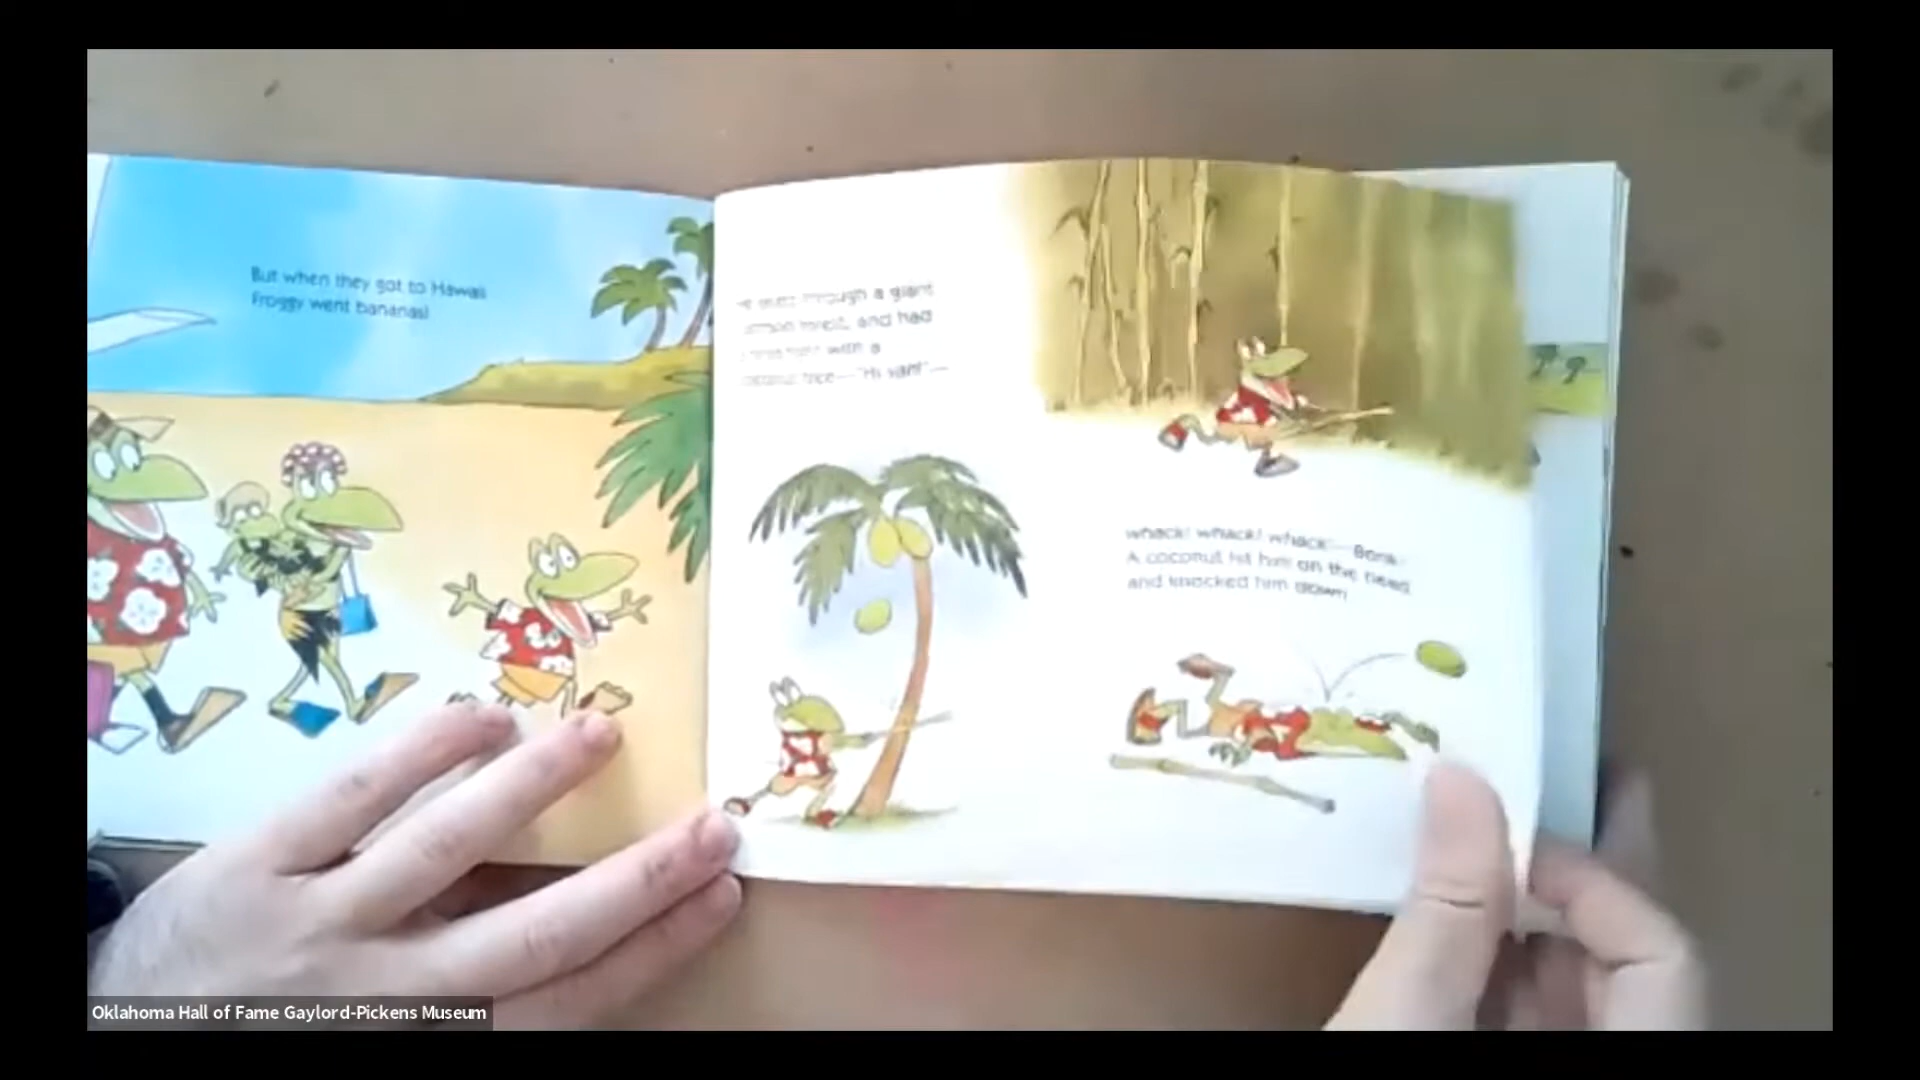 But when they got to Hawaii
Froggy went bananas!
through a giant
forest, and had
with a
tree—"Hi yah!"—
whack! whack! whack!—Bonk
A coconut hit him on the head
and knocked him down.
Oklahoma Hall of Fame Gaylord-Pickens Museum